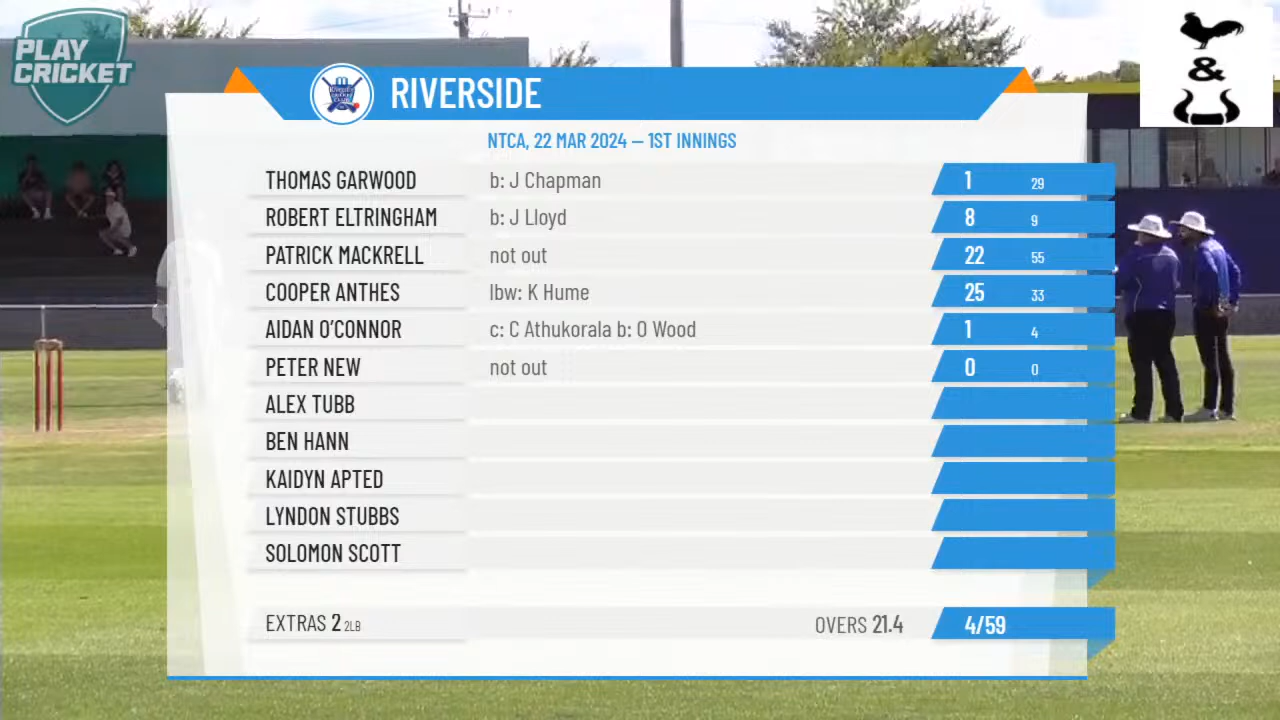 PLAY
CRICKET
RIVERSIDE
&
NTCA, 22 MAR 2024 – 1ST INNINGS
THOMAS GARWOOD b: J Chapman 1 29
ROBERT ELTRINGHAM b: J Lloyd 8 9
PATRICK MACKRELL not out 22 55
COOPER ANTHES lbw: K Hume 25 33
AIDAN O'CONNOR c: C Athukorala b: O Wood 1 4
PETER NEW not out 0 0
ALEX TUBB
BEN HANN
KAIDYN APTED
LYNDON STUBBS
SOLOMON SCOTT
EXTRAS 2 2LB OVERS 21.4 4/59